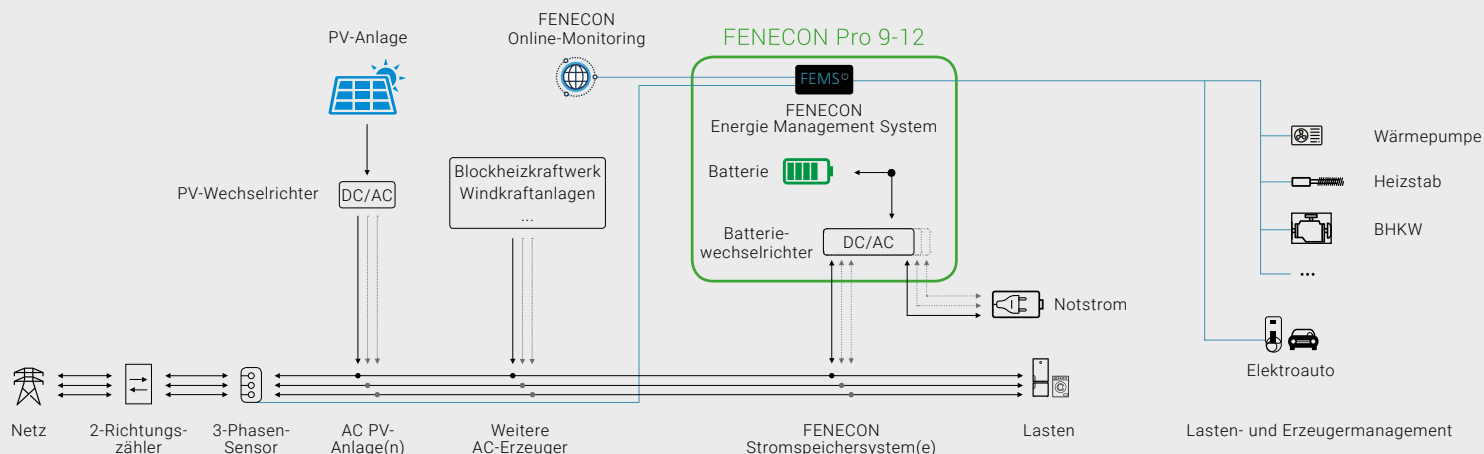 FENECON
Online-Monitoring
PV-Anlage
FENECON Pro 9-12
FEMS
FENECON
Energie Management System
Wärmepumpe
Blockheizkraftwerk
Windkraftanlagen
...
Batterie
PV-Wechselrichter
DC/AC
Heizstab
Batterie-
wechselrichter
DC/AC
BHKW
...
Notstrom
Elektroauto
Netz
2-Richtungs-
zähler
3-Phasen-
Sensor
AC PV-
Anlage(n)
Weitere
AC-Erzeuger
FENECON
Stromspeichersystem(e)
Lasten
Lasten- und Erzeugermanagement